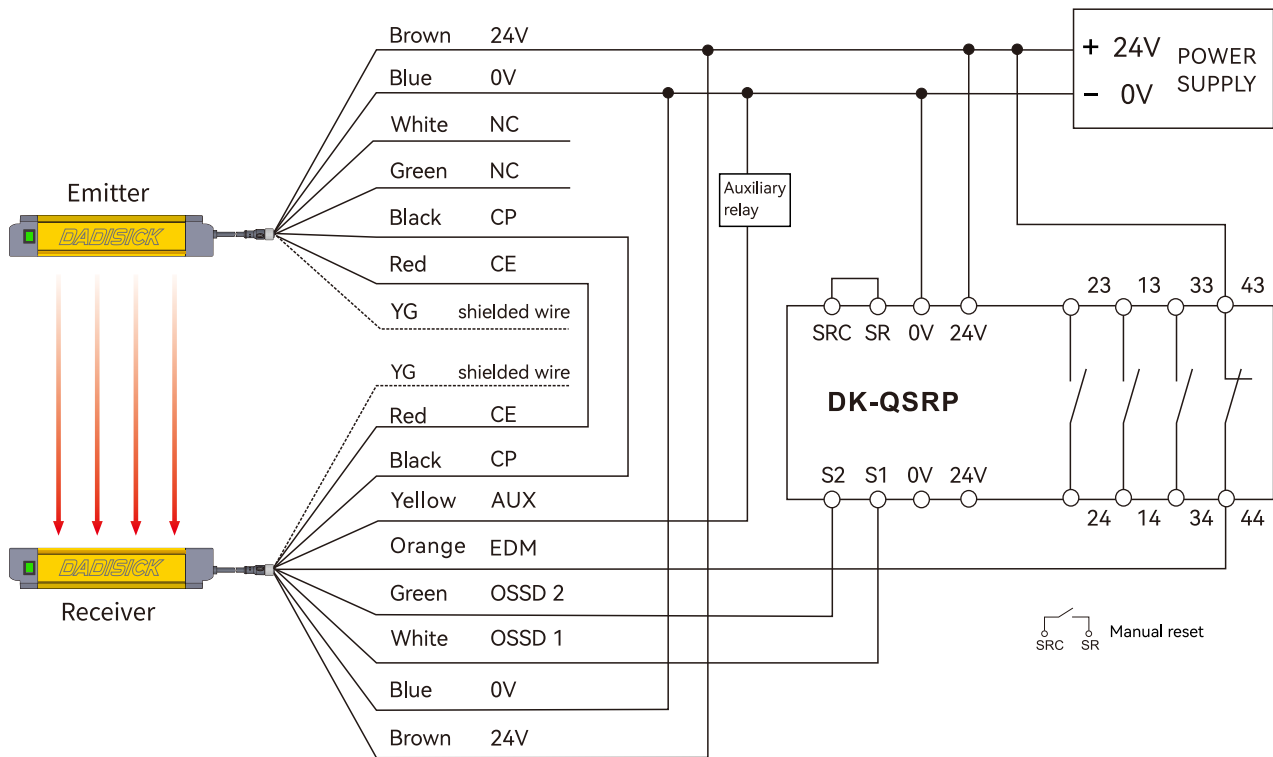 Brown 24V
Blue 0V
White NC
Green NC
Black CP
Red CE
YG shielded wire
YG shielded wire
Red CE
Black CP
Yellow AUX
Orange EDM
Green OSSD 2
White OSSD 1
Blue 0V
Brown 24V
Emitter
DADISICK
DADISICK
Receiver
Auxiliary
relay
+ 24V
- 0V
POWER
SUPPLY
23 13 33 43
SRC SR 0V 24V
DK-QSRP
S2 S1 0V 24V
24 14 34 44
SRC SR
Manual reset